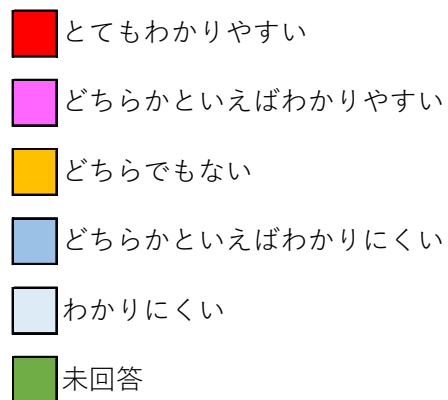 とてもわかりやすい
どちらかといえばわかりやすい
どちらでもない
どちらかといえばわかりにくい
わかりにくい
未回答